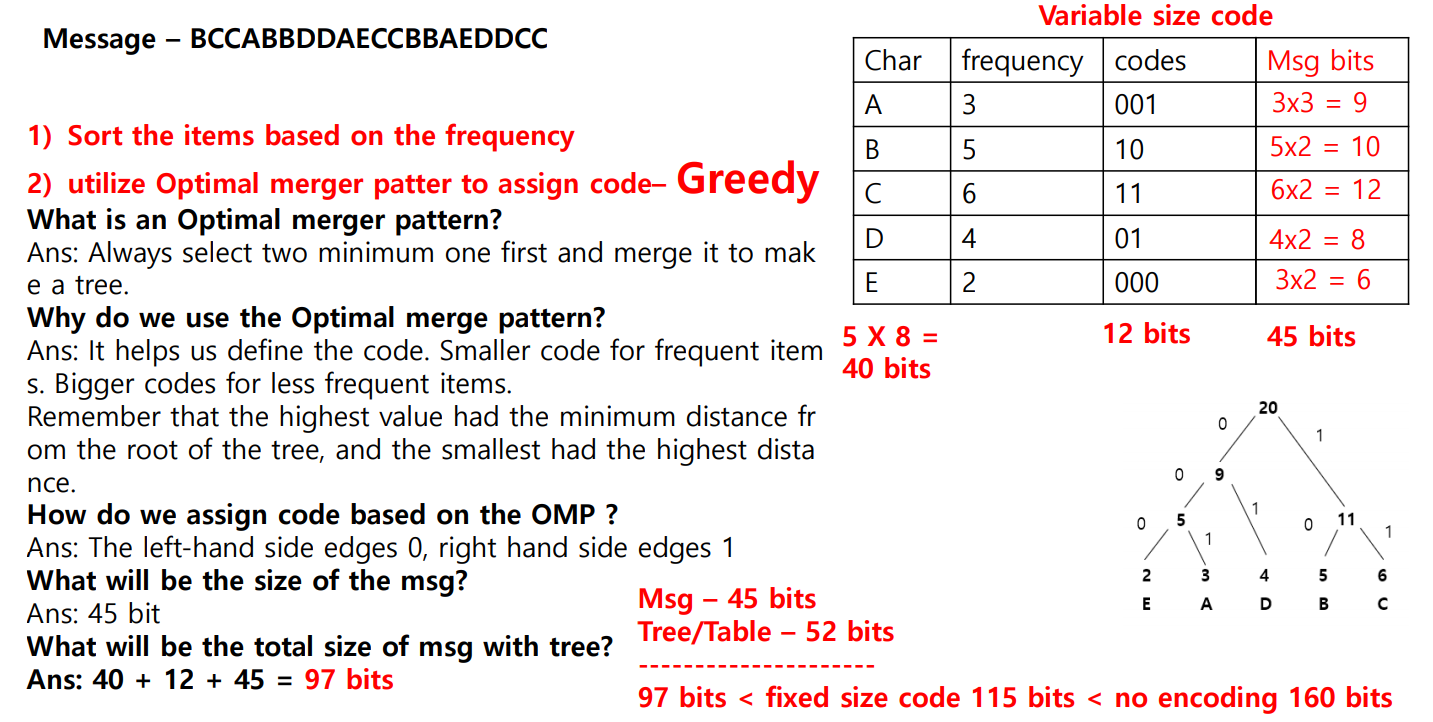 Message – BCCABBDDAECCBBAEDDCC
1) Sort the items based on the frequency
2) utilize Optimal merger patter to assign code– Greedy
What is an Optimal merger pattern?
Ans: Always select two minimum one first and merge it to mak
e a tree.
Why do we use the Optimal merge pattern?
Ans: It helps us define the code. Smaller code for frequent item
s. Bigger codes for less frequent items.
Remember that the highest value had the minimum distance fr
om the root of the tree, and the smallest had the highest dista
nce.
How do we assign code based on the OMP ?
Ans: The left-hand side edges 0, right hand side edges 1
What will be the size of the msg?
Ans: 45 bit
What will be the total size of msg with tree?
Ans: 40 + 12 + 45 = 97 bits
Variable size code
Char frequency codes Msg bits
A 3 001 3x3 = 9
B 5 10 5x2 = 10
C 6 11 6x2 = 12
D 4 01 4x2 = 8
E 2 000 3x2 = 6
5 X 8 =
40 bits
12 bits
45 bits
20
0 1
0 9
0 5 1 0 11 1
1
2 3 4 5 6
E A D B C
Msg – 45 bits
Tree/Table – 52 bits
---------------------
97 bits < fixed size code 115 bits < no encoding 160 bits